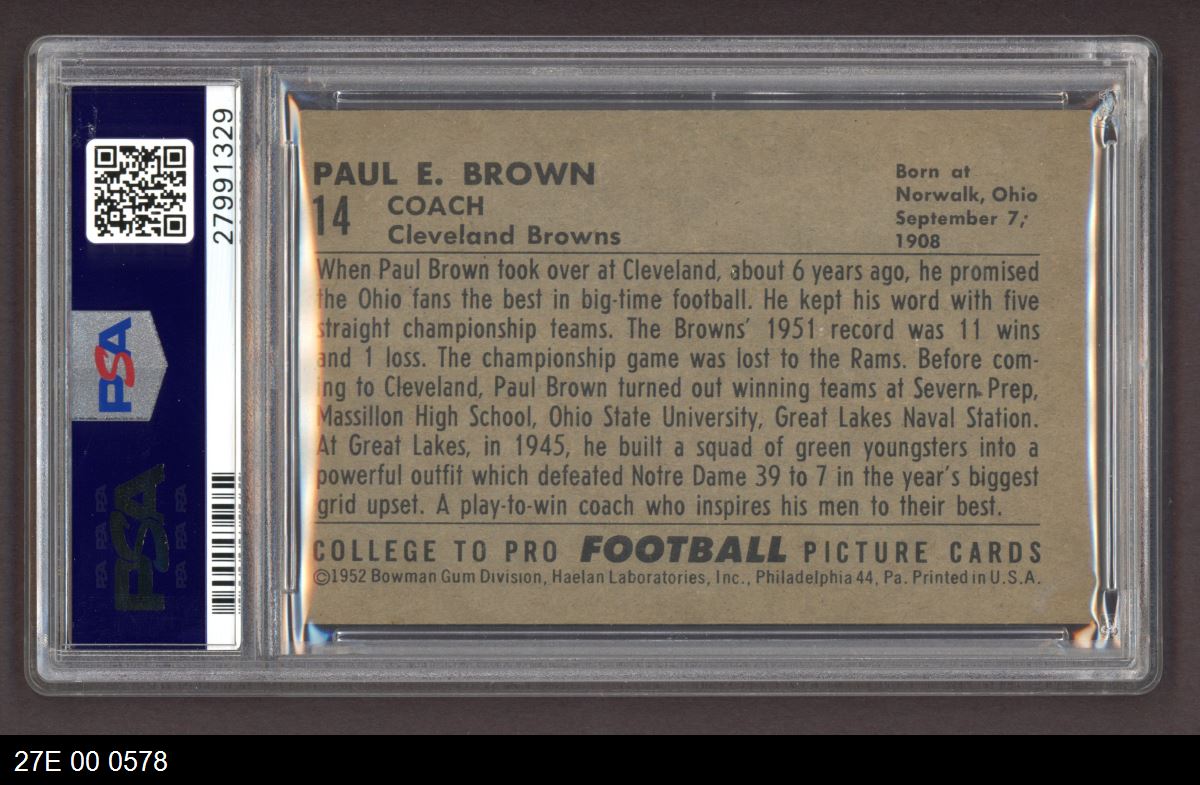 27991329
PSA
PSA
PAUL E. BROWN
14 COACH
Cleveland Browns
Born at
Norwalk, Ohio
September 7,
1908
When Paul Brown took over at Cleveland, about 6 years ago, he promised
the Ohio fans the best in big-time football. He kept his word with five
straight championship teams. The Browns' 1951 record was 11 wins
and 1 loss. The championship game was lost to the Rams. Before com-
ing to Cleveland, Paul Brown turned out winning teams at Severn Prep,
Massillon High School, Ohio State University, Great Lakes Naval Station.
At Great Lakes, in 1945, he built a squad of green youngsters into a
powerful outfit which defeated Notre Dame 39 to 7 in the year's biggest
grid upset. A play-to-win coach who inspires his men to their best.
COLLEGE TO PRO FOOTBALL PICTURE CARDS
©1952 Bowman Gum Division, Haelan Laboratories, Inc., Philadelphia 44, Pa. Printed in U.S.A.
27E 00 0578